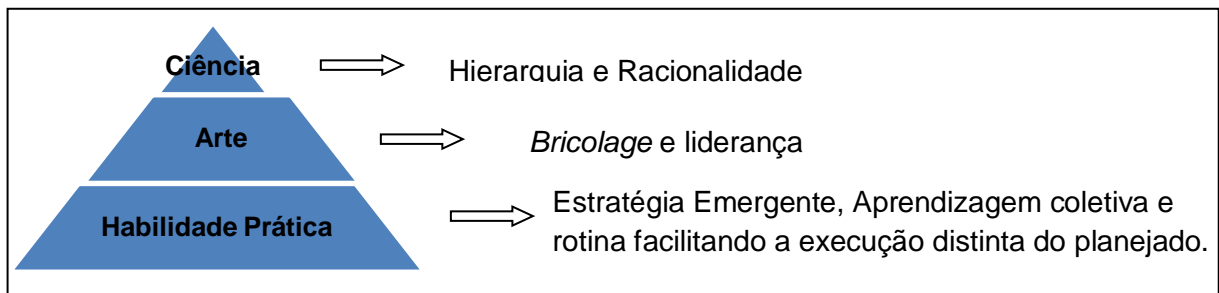 Ciência
Hierarquia e Racionalidade
Arte
Bricolage e liderança
Habilidade Prática
Estratégia Emergente, Aprendizagem coletiva e
rotina facilitando a execução distinta do planejado.